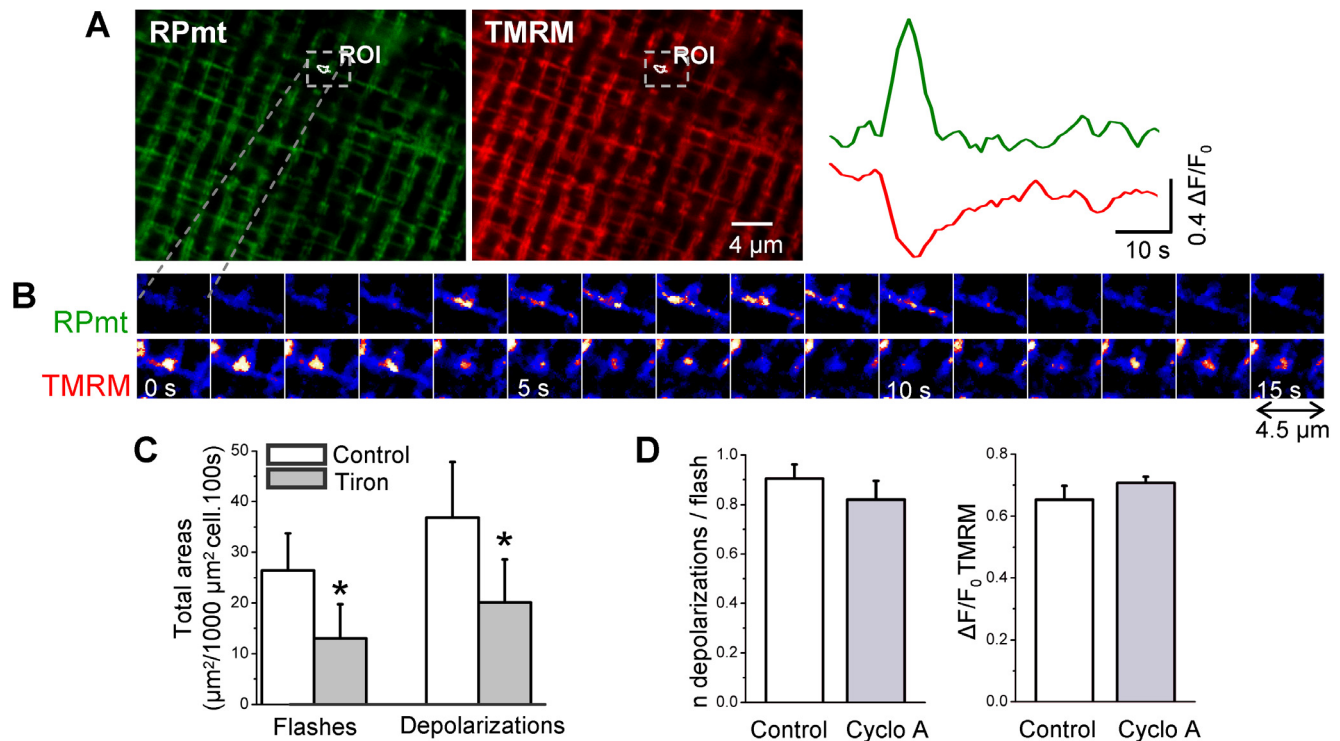 A
RPmt
ROI
TMRM
ROI
4 µm
10 s
0.4 ΔF/F₀
B
RPmt
TMRM
0 s
5 s
10 s
15 s
4.5 µm
C
Control
Tiron
Total areas
(µm²/1000 µm² cell.100s)
50
40
30
20
10
0
*
*
Flashes
Depolarizations
D
n depolarizations / flash
1.0
0.8
0.6
0.4
0.2
0.0
Control
Cyclo A
ΔF/F₀ TMRM
0.8
0.6
0.4
0.2
0.0
Control
Cyclo A